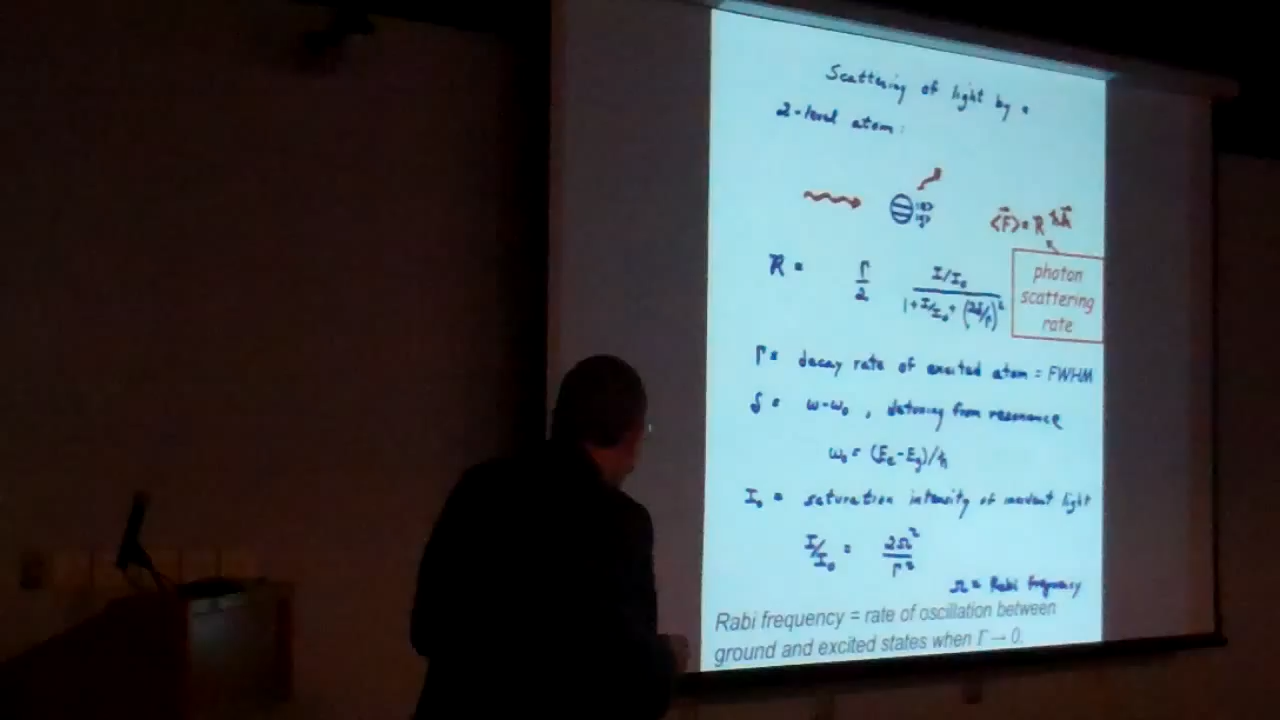 Scattering of light by a
2-level atom:
|e>
|g>
<F⃗> = R ħk⃗
photon
scattering
rate
R = Γ/2 (I/I₀)/(1 + I/I₀ + (2δ/Γ)²)
Γ = decay rate of excited atom = FWHM
δ = ω-ω₀, detuning from resonance
ω₀ = (Ee-Eg)/ħ
I₀ = saturation intensity of incident light
I/I₀ = 2Ω²/Γ²
Ω = Rabi frequency
Rabi frequency = rate of oscillation between
ground and excited states when Γ → 0.